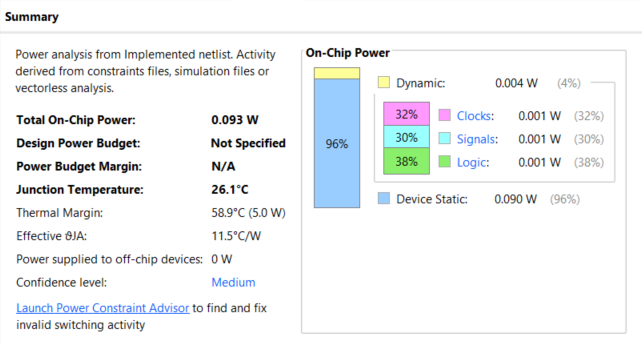 Summary
Power analysis from Implemented netlist. Activity
derived from constraints files, simulation files or
vectorless analysis.
Total On-Chip Power: 0.093 W
Design Power Budget: Not Specified
Power Budget Margin: N/A
Junction Temperature: 26.1°C
Thermal Margin: 58.9°C (5.0 W)
Effective ϑJA: 11.5°C/W
Power supplied to off-chip devices: 0 W
Confidence level: Medium
Launch Power Constraint Advisor to find and fix
invalid switching activity
On-Chip Power
Dynamic: 0.004 W (4%)
32% Clocks: 0.001 W (32%)
30% Signals: 0.001 W (30%)
38% Logic: 0.001 W (38%)
96%
Device Static: 0.090 W (96%)